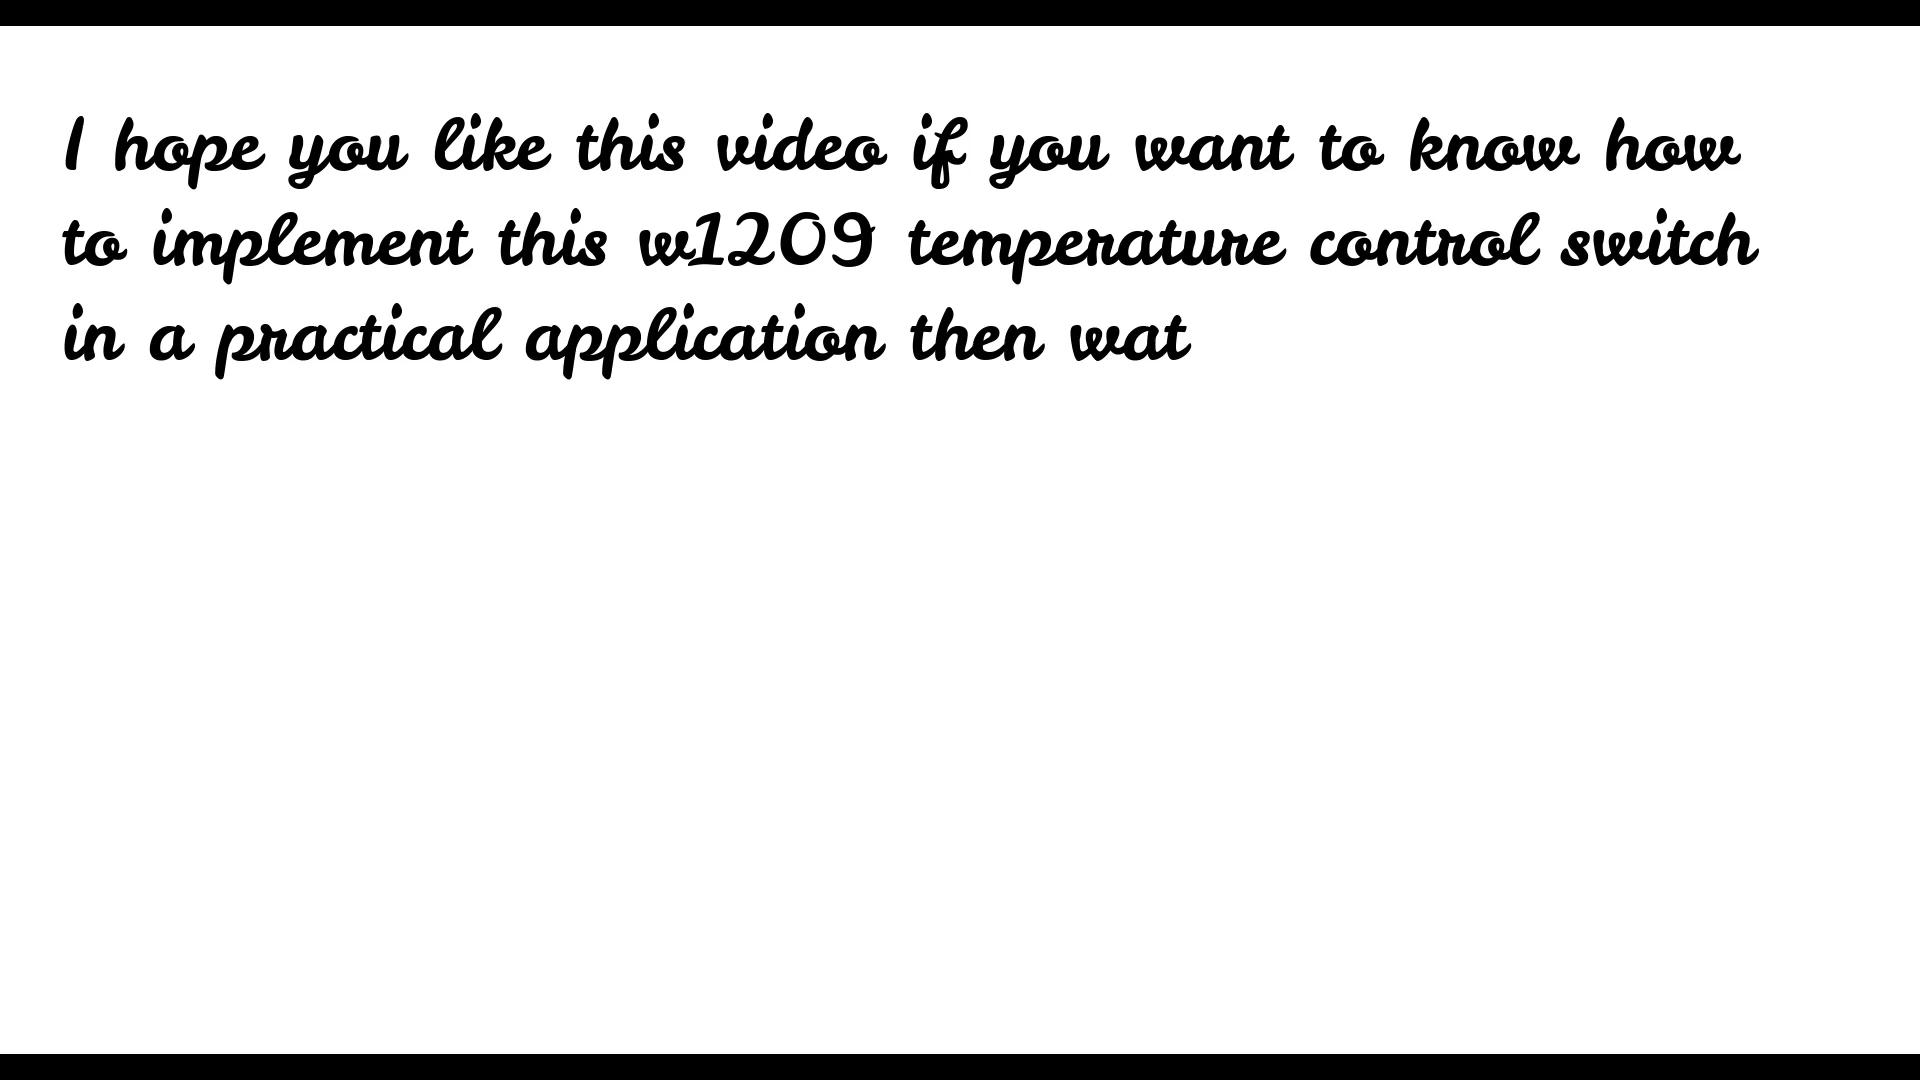 I hope you like this video if you want to know how
to implement this w1209 temperature control switch
in a practical application then wat